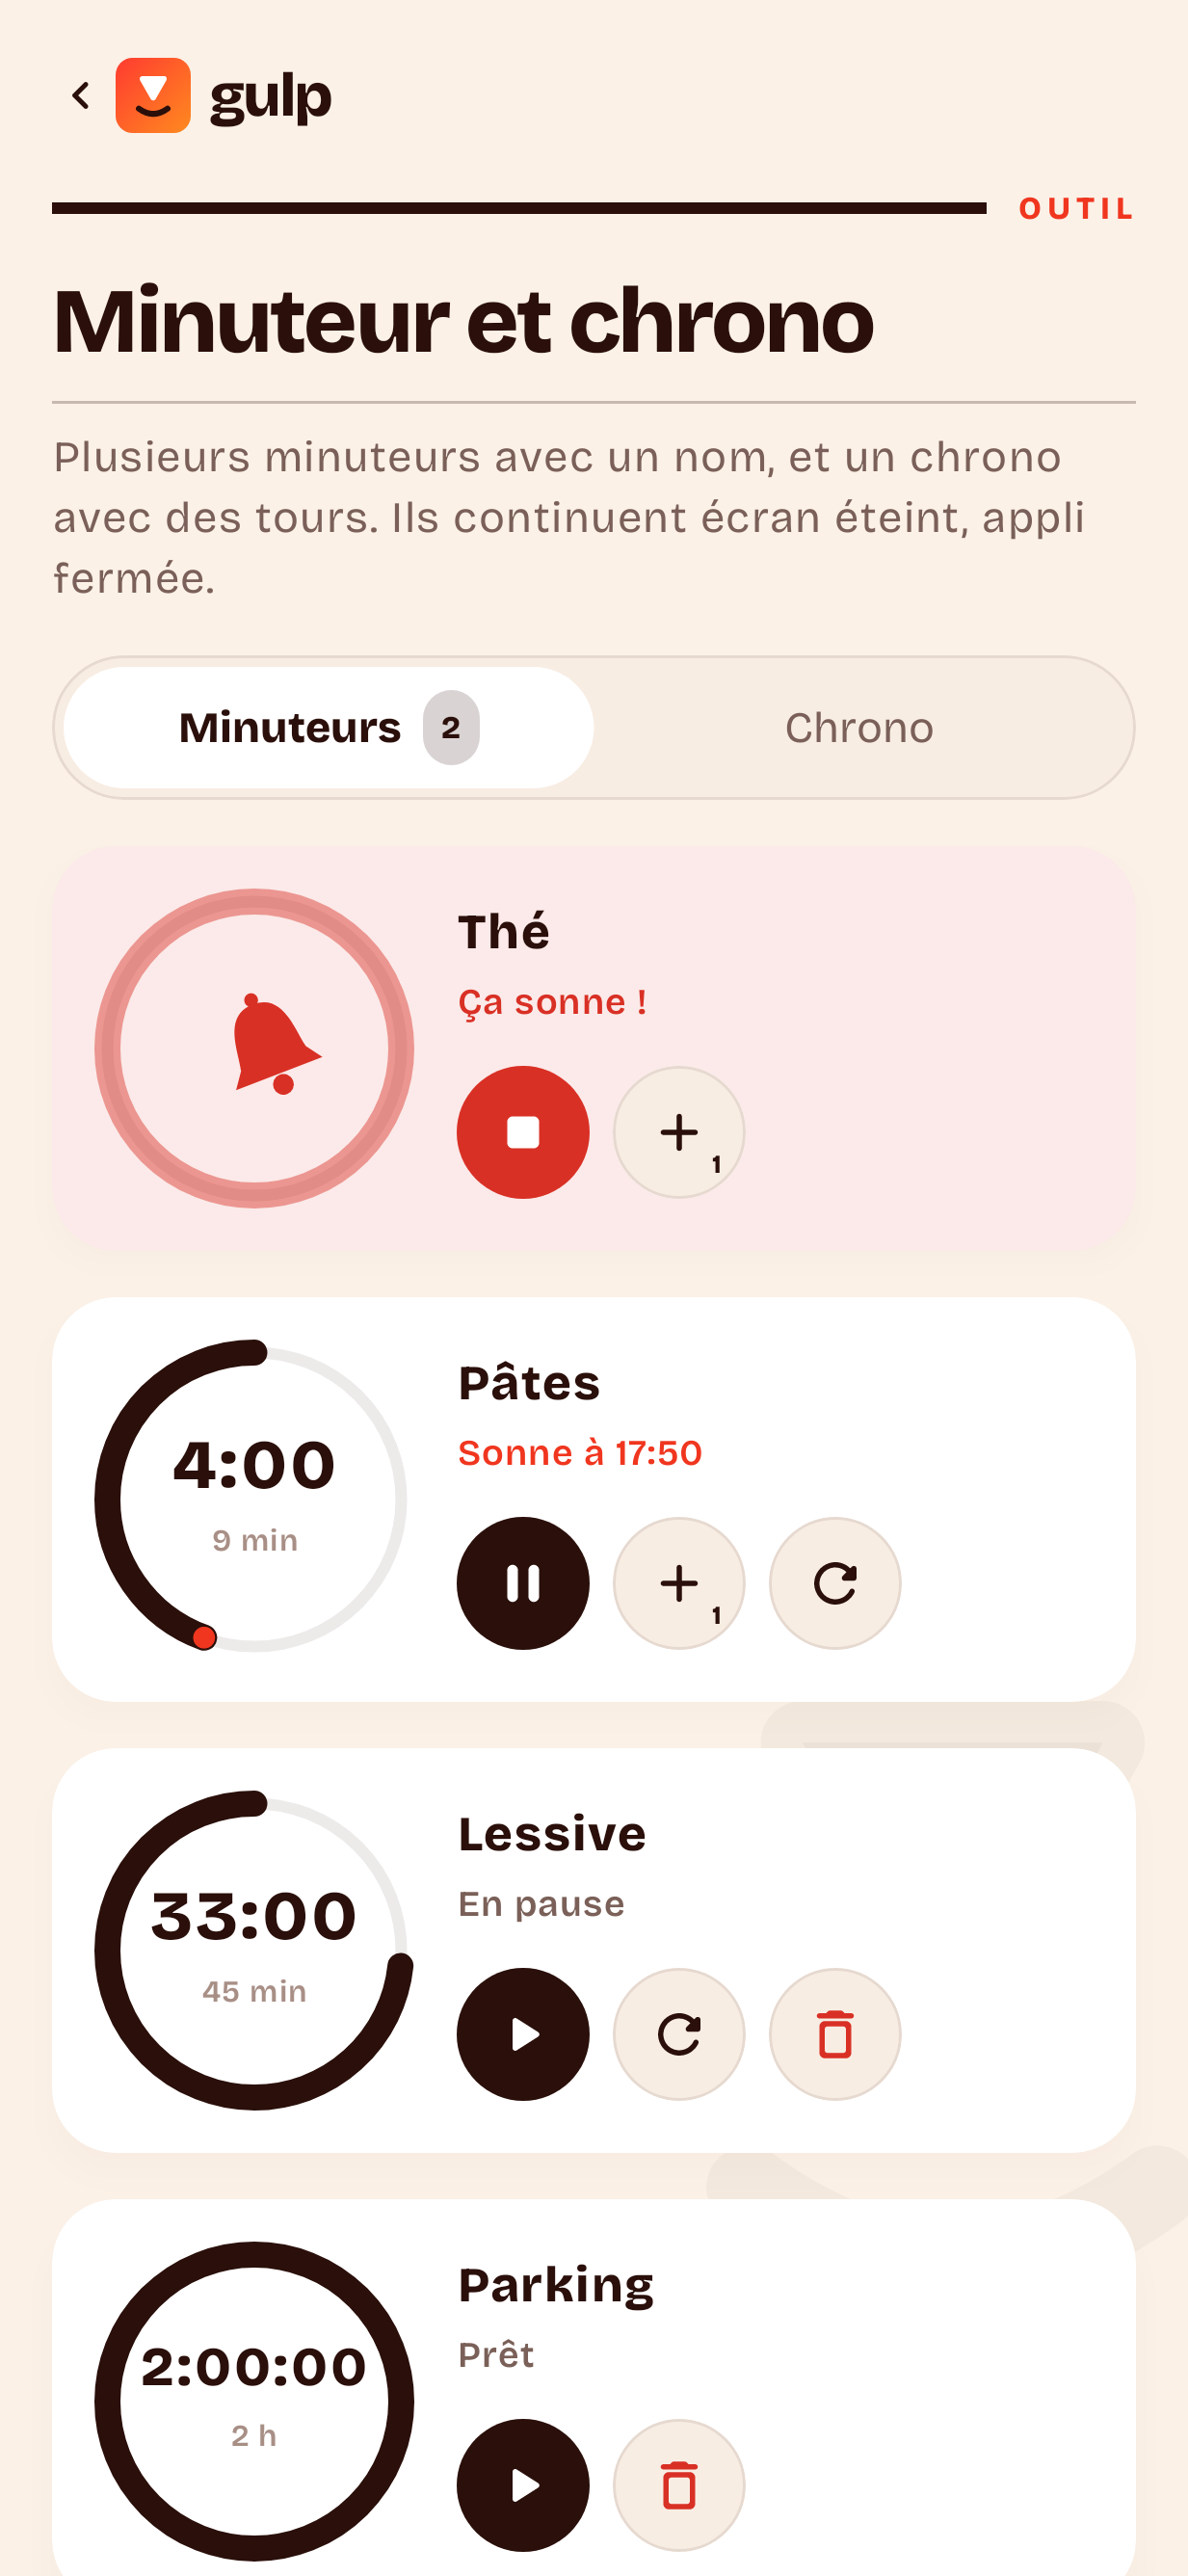 gulp
OUTIL
Minuteur et chrono
Plusieurs minuteurs avec un nom, et un chrono
avec des tours. Ils continuent écran éteint, appli
fermée.
Minuteurs 2
Chrono
Thé
Ça sonne !
1
Pâtes
4:00
Sonne à 17:50
9 min
1
Lessive
33:00
En pause
45 min
Parking
2:00:00
Prêt
2 h